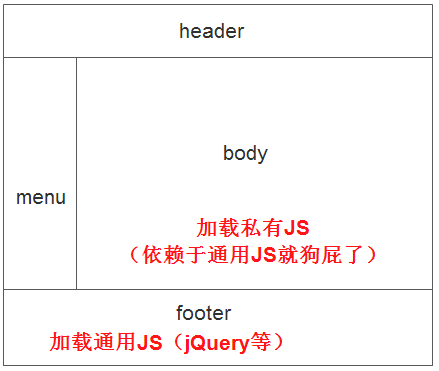 header
body
menu
加载私有JS
（依赖于通用JS就狗屁了）
footer
加载通用JS（jQuery等）